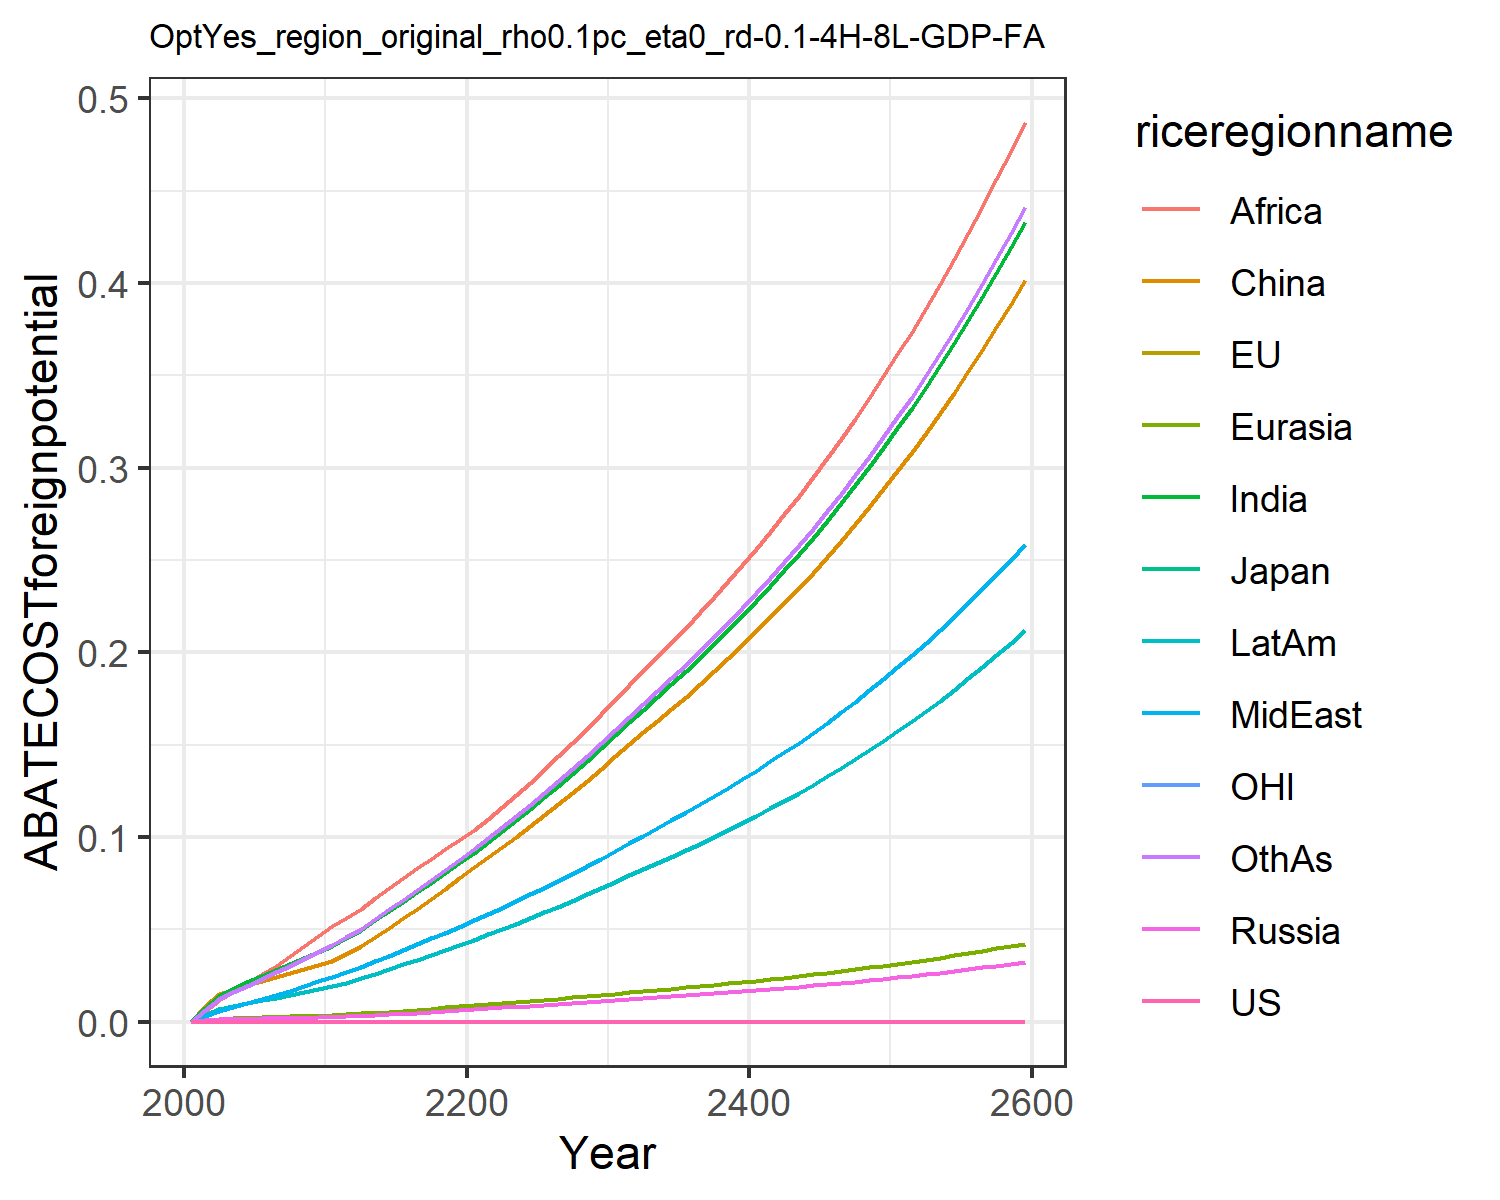 OptYes_region_original_rho0.1pc_eta0_rd-0.1-4H-8L-GDP-FA
0.5
0.4
0.3
0.2
0.1
0.0
ABATECOSTforeignpotential
2000
2200
2400
2600
Year
riceregionname
Africa
China
EU
Eurasia
India
Japan
LatAm
MidEast
OHI
OthAs
Russia
US